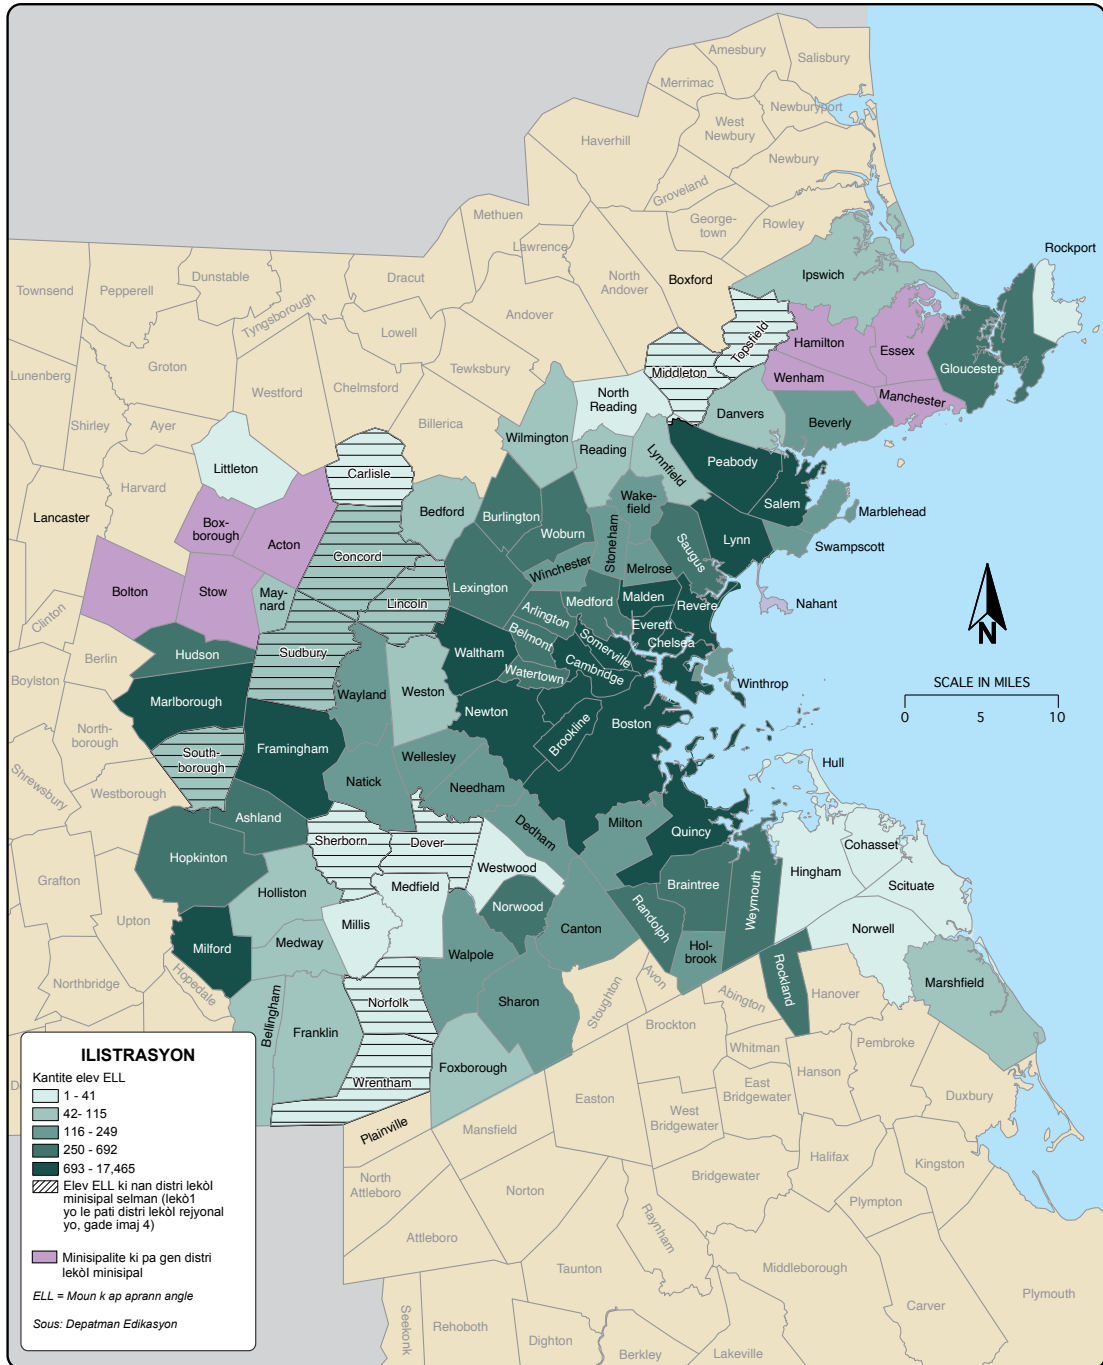 Amesbury
Salisbury
Merrimac
Newburyport
West
Newbury
Haverhill
Newbury
Groveland
George-
town
Rowley
Methuen
Lawrence
Rockport
Boxford
North
Andover
Ipswich
Dunstable
Dracut
Townsend
Pepperell
Tyngsborough
Andover
Lowell
Topsfield
Hamilton
Essex
Groton
Lunenberg
Tewksbury
Middleton
Gloucester
Westford
Chelmsford
Wenham
North
Reading
Manchester
Danvers
Shirley
Ayer
Billerica
Beverly
Wilmington
Reading
Lynnfield
Peabody
Littleton
Carlisle
Harvard
Salem
Wake-
field
Marblehead
Lancaster
Bedford
Burlington
Box-
borough
Woburn
Stoneham
Saugus
Lynn
Acton
Swampscott
Concord
Winchester
Melrose
Lexington
Bolton
Stow
May-
nard
Lincoln
Arlington
Medford
Malden
Revere
Nahant
Clinton
Everett
N
Belmont
Somerville
Chelsea
Berlin
Hudson
Sudbury
Waltham
Cambridge
Boylston
Watertown
Winthrop
SCALE IN MILES
Marlborough
Wayland
Weston
0
5
10
North-
borough
Newton
Brookline
Boston
Framingham
South-
borough
Wellesley
Hull
Shrewsbury
Westborough
Natick
Needham
Ashland
Dedham
Milton
Quincy
Sherborn
Dover
Cohasset
Hopkinton
Westwood
Hingham
Grafton
Medfield
Braintree
Weymouth
Scituate
Holliston
Norwood
Randolph
Upton
Millis
Canton
Norwell
Milford
Medway
Walpole
Hol-
brook
Rockland
Northbridge
Hopedale
Norfolk
Sharon
Stoughton
Avon
Abington
Hanover
Marshfield
Bellingham
Franklin
Brockton
Whitman
Pembroke
Foxborough
Hanson
Wrentham
Easton
East
Bridgewater
West
Bridgewater
Duxbury
Plainville
Mansfield
Halifax
Kingston
North
Attleboro
Norton
Bridgewater
Plympton
Attleboro
Raynham
Taunton
Middleborough
Plymouth
Carver
Seekonk
Rehoboth
Dighton
Berkley
Lakeville
ILISTRASYON
Kantite elev ELL
1 - 41
42- 115
116 - 249
250 - 692
693 - 17,465
Elev ELL ki nan distri lekòl
minisipal selman (lekò1
yo le pati distri lekòl rejyonal
yo, gade imaj 4)
Minisipalite ki pa gen distri
lekòl minisipal
ELL = Moun k ap aprann angle
Sous: Depatman Edikasyon